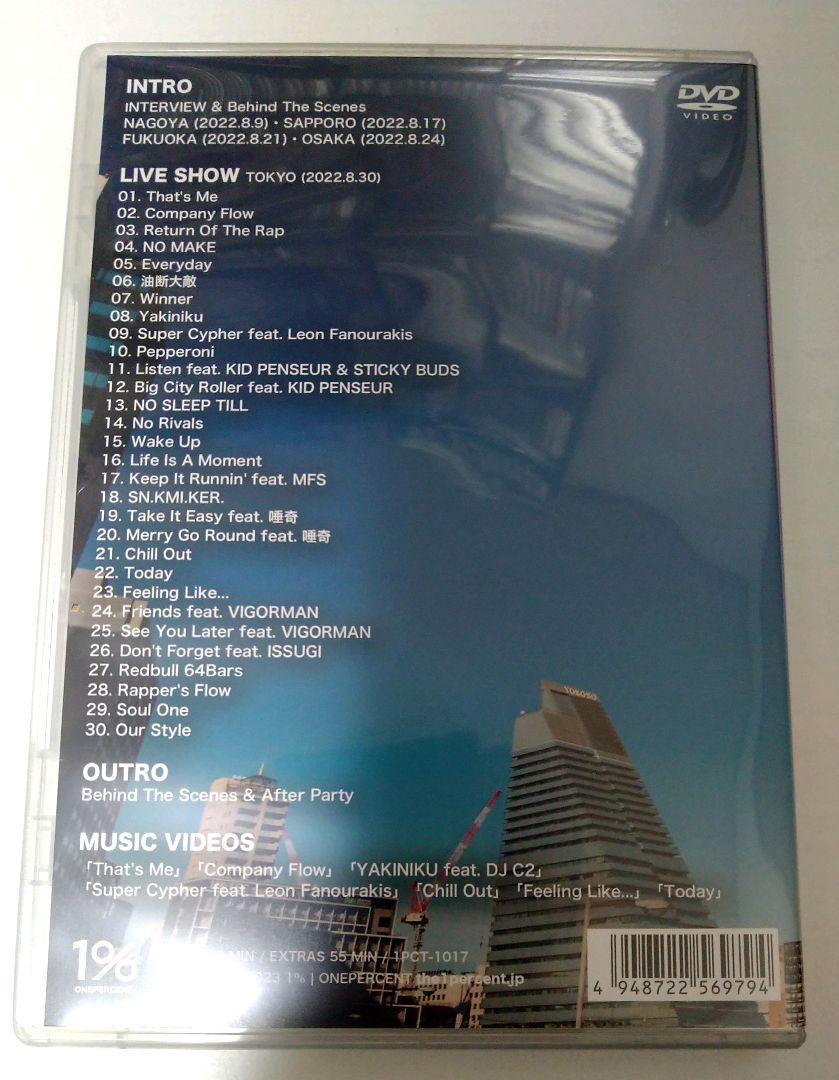 INTRO
INTERVIEW & Behind The Scenes
NAGOYA (2022.8.9)・SAPPORO (2022.8.17)
FUKUOKA (2022.8.21)・OSAKA (2022.8.24)
DVD
VIDEO
LIVE SHOW TOKYO (2022.8.30)
01. That's Me
02. Company Flow
03. Return Of The Rap
04. NO MAKE
05. Everyday
06. 油断大敵
07. Winner
08. Yakiniku
09. Super Cypher feat. Leon Fanourakis
10. Pepperoni
11. Listen feat. KID PENSEUR & STICKY BUDS
12. Big City Roller feat. KID PENSEUR
13. NO SLEEP TILL
14. No Rivals
15. Wake Up
16. Life Is A Moment
17. Keep It Runnin' feat. MFS
18. SN.KMI.KER.
19. Take It Easy feat. 唾奇
20. Merry Go Round feat. 唾奇
21. Chill Out
22. Today
23. Feeling Like...
24. Friends feat. VIGORMAN
25. See You Later feat. VIGORMAN
26. Don't Forget feat. ISSUGI
27. Redbull 64Bars
28. Rapper's Flow
29. Soul One
30. Our Style
YOKOSO
OUTRO
Behind The Scenes & After Party
MUSIC VIDEOS
「That's Me」「Company Flow」「YAKINIKU feat. DJ C2」
「Super Cypher feat. Leon Fanourakis」「Chill Out」「Feeling Like...」「Today」
1%
ONEPERCENT
MIN / EXTRAS 55 MIN / 1PCT-1017
2023 1% | ONEPERCENT the1percent.jp
4 948722 569794